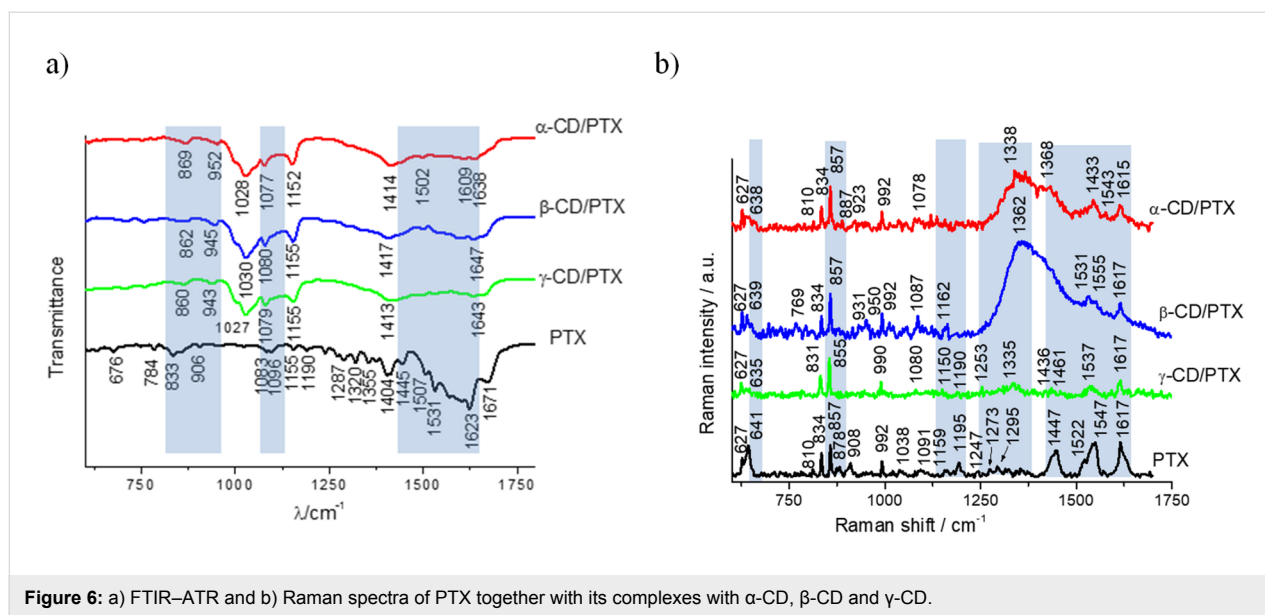 a)
α-CD/PTX
869 952 1028 1077 1152 1414 1502 1609 1638
β-CD/PTX
862 945 1030 1080 1155 1417 1647
γ-CD/PTX
860 943 1027 1079 1155 1413 1643
PTX
676 784 833 906 1063 1096 1155 1190 1287 1320 1355 1404 1445 1507 1531 1623 1671
Transmittance
1000 1250 1500 1750
λ/cm-1
b)
627 638 810 834 857 887 923 992 1078 1338 1368 1433 1543 1615
α-CD/PTX
627 639 769 834 857 931 950 992 1087 1162 1362 1531 1555 1617
β-CD/PTX
627 635 831 855 990 1080 1150 1190 1253 1335 1436 1461 1537 1617
γ-CD/PTX
627 641 810 834 857 878 908 992 1038 1091 1159 1195 1247 1273 1295 1447 1522 1547 1617
PTX
Raman intensity / a.u.
750 1000 1250 1500 1750
Raman shift / cm-1
Figure 6: a) FTIR–ATR and b) Raman spectra of PTX together with its complexes with α-CD, β-CD and γ-CD.